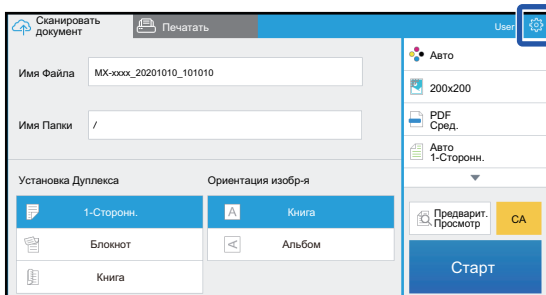 Сканировать
документ
Печатать
User
Имя Файла
MX-xxxx_20201010_101010
Имя Папки
/
Установка Дуплекса
Ориентация изобр-я
1-Сторонн.
Книга
Блокнот
Альбом
Книга
Авто
200x200
PDF
Сред.
Авто
1-Сторонн.
Предварит.
Просмотр
CA
Старт